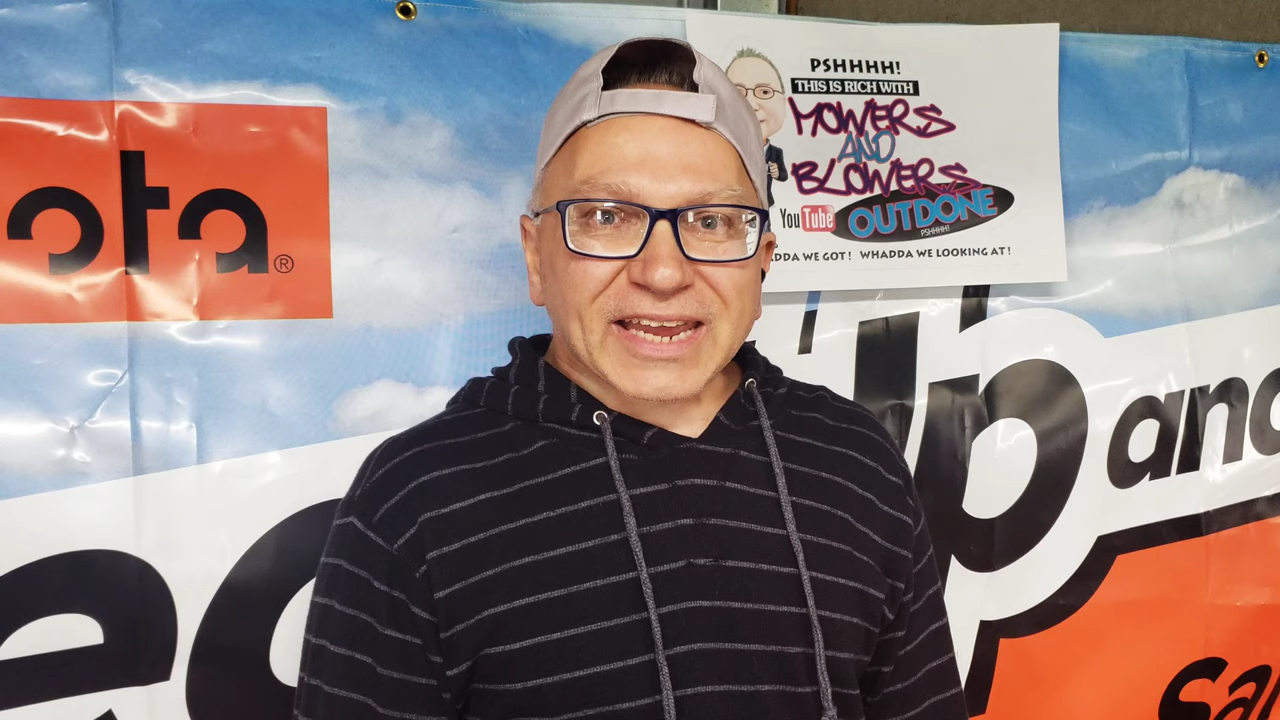 ota®
PSHHHH!
THIS IS RICH WITH
MOWERS
AND
BLOWERS
YouTube OUTDONE
PSHHHH!
ADDA WE GOT! WHADDA WE LOOKING AT!
and